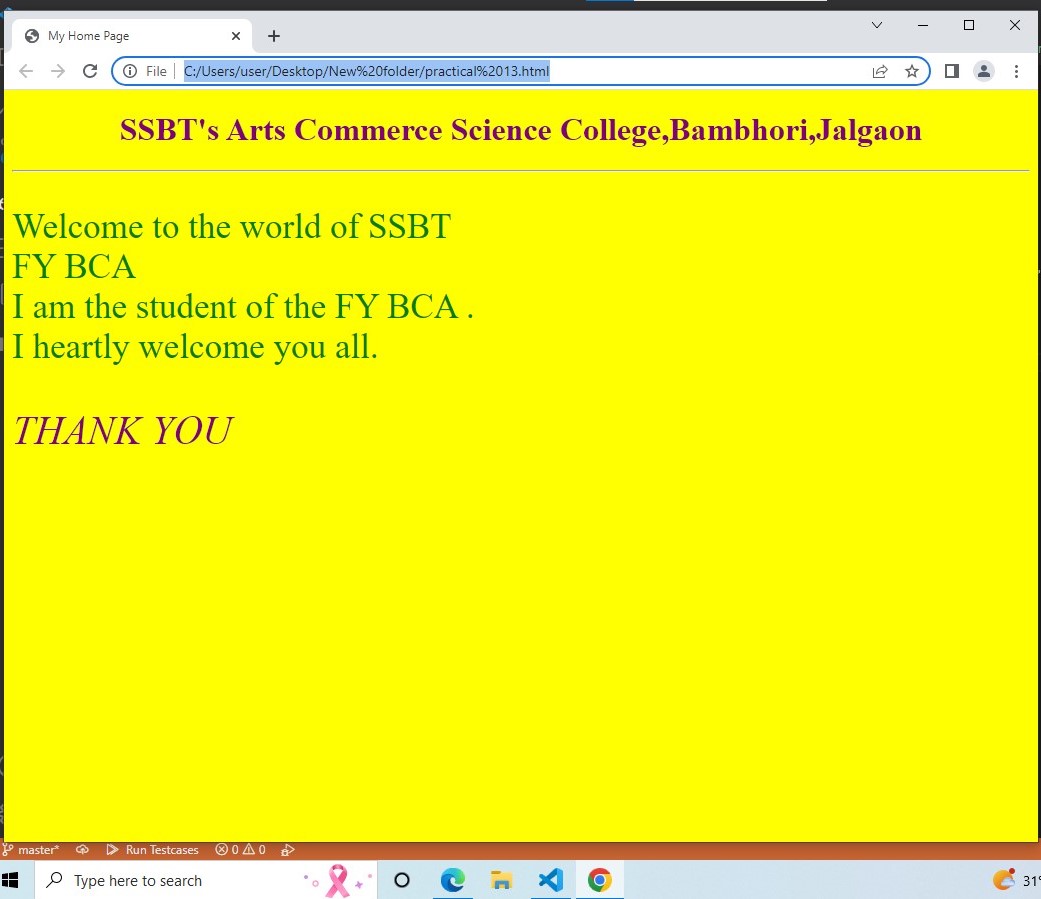 My Home Page
File
C:/Users/user/Desktop/New%20folder/practical%2013.html
SSBT's Arts Commerce Science College,Bambhori,Jalgaon
Welcome to the world of SSBT
FY BCA
I am the student of the FY BCA .
I heartly welcome you all.
THANK YOU
master* Run Testcases 0 0
Type here to search
31°